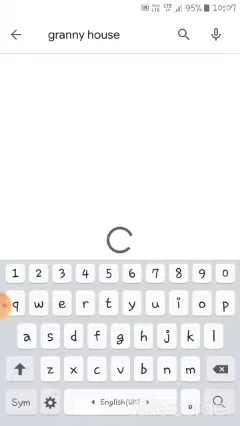 95% 10:07
granny house
1 2 3 4 5 6 7 8 9 0
q w e r t y u i o p
a s d f g h j k l
z x c v b n m
Sym English(UK)